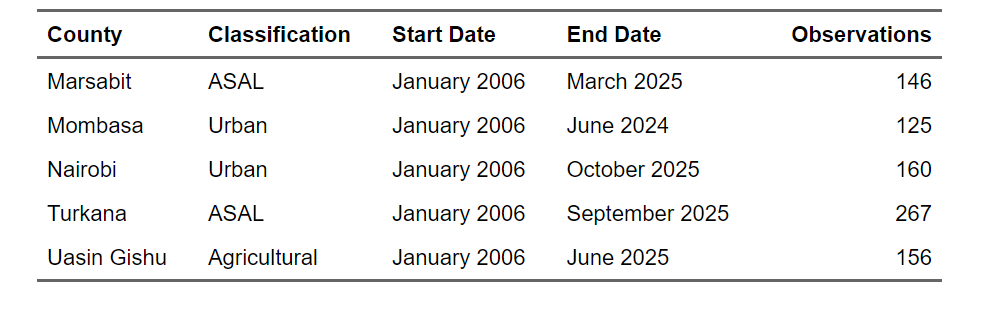 County Classification Start Date End Date Observations
Marsabit ASAL January 2006 March 2025 146
Mombasa Urban January 2006 June 2024 125
Nairobi Urban January 2006 October 2025 160
Turkana ASAL January 2006 September 2025 267
Uasin Gishu Agricultural January 2006 June 2025 156